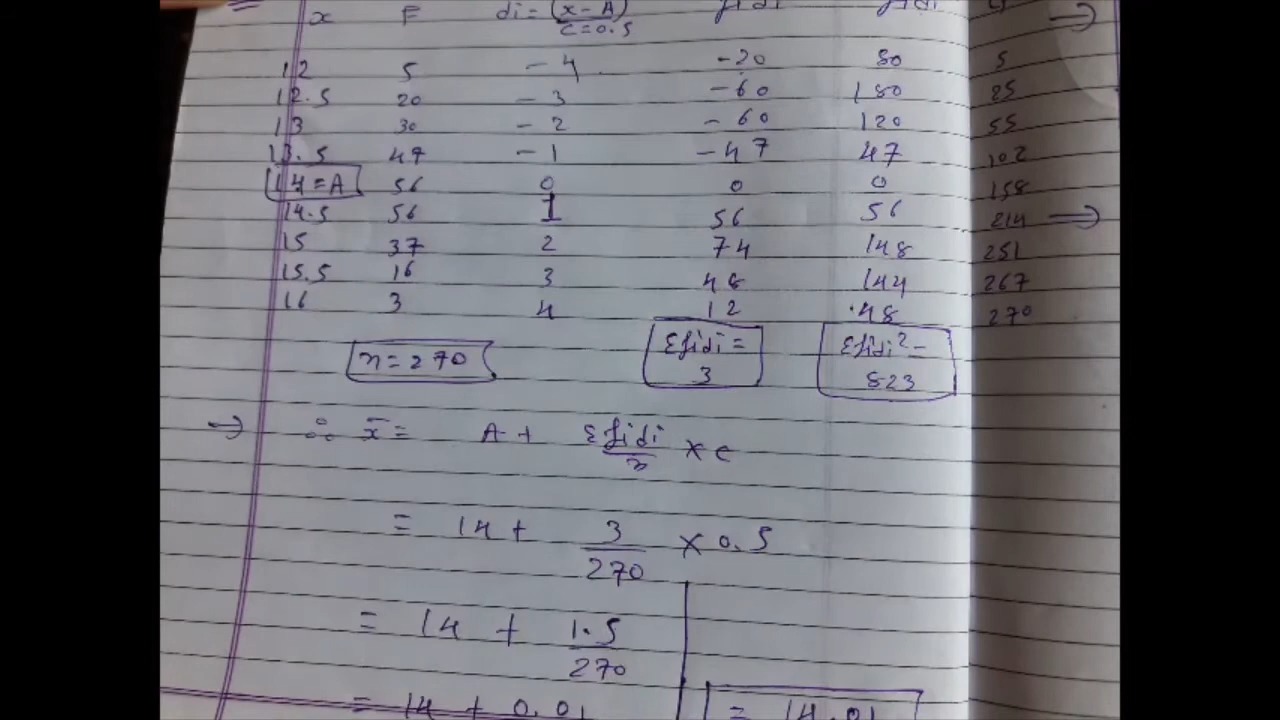 x F di = (x - A) / c = 0.5 fidi
12 5 - 4 - 20 80 5
12.5 20 - 3 - 60 180 25
13 30 - 2 - 60 120 55
13.5 47 - 1 - 47 47 102
14 = A 56 0 0 0 158
14.5 56 1 56 56 214 ⇒
15 37 2 74 148 251
15.5 16 3 48 144 267
16 3 4 12 48 270
n = 270 Σfidi = 3 Σfidi² = 823
→ ∴ x̄ = A + Σfidi / n × c
= 14 + 3 / 270 × 0.5
= 14 + 1.5 / 270
= 14 + 0.01 = 14.01